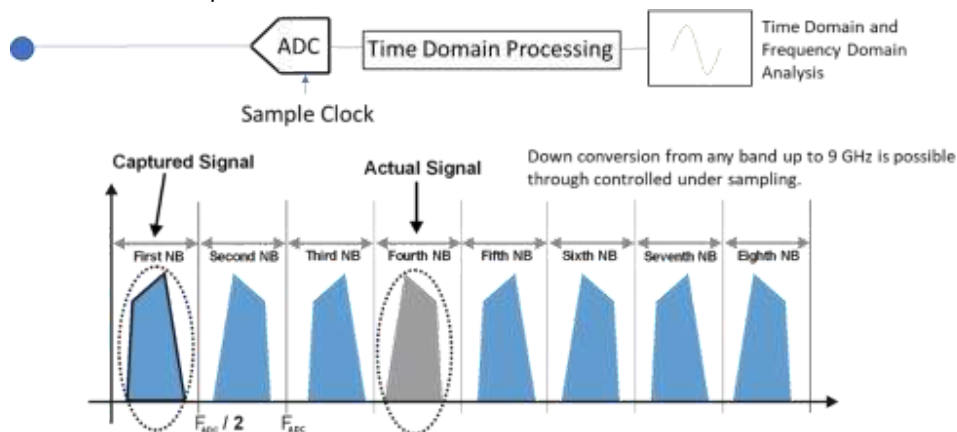 ADC
Time Domain Processing
Time Domain and
Frequency Domain
Analysis
Sample Clock
Captured Signal
Actual Signal
Down conversion from any band up to 9 GHz is possible
through controlled under sampling.
First NB
Second NB
Third NB
Fourth NB
Fifth NB
Sixth NB
Seventh NB
Eighth NB
F_ADC / 2
F_ADC